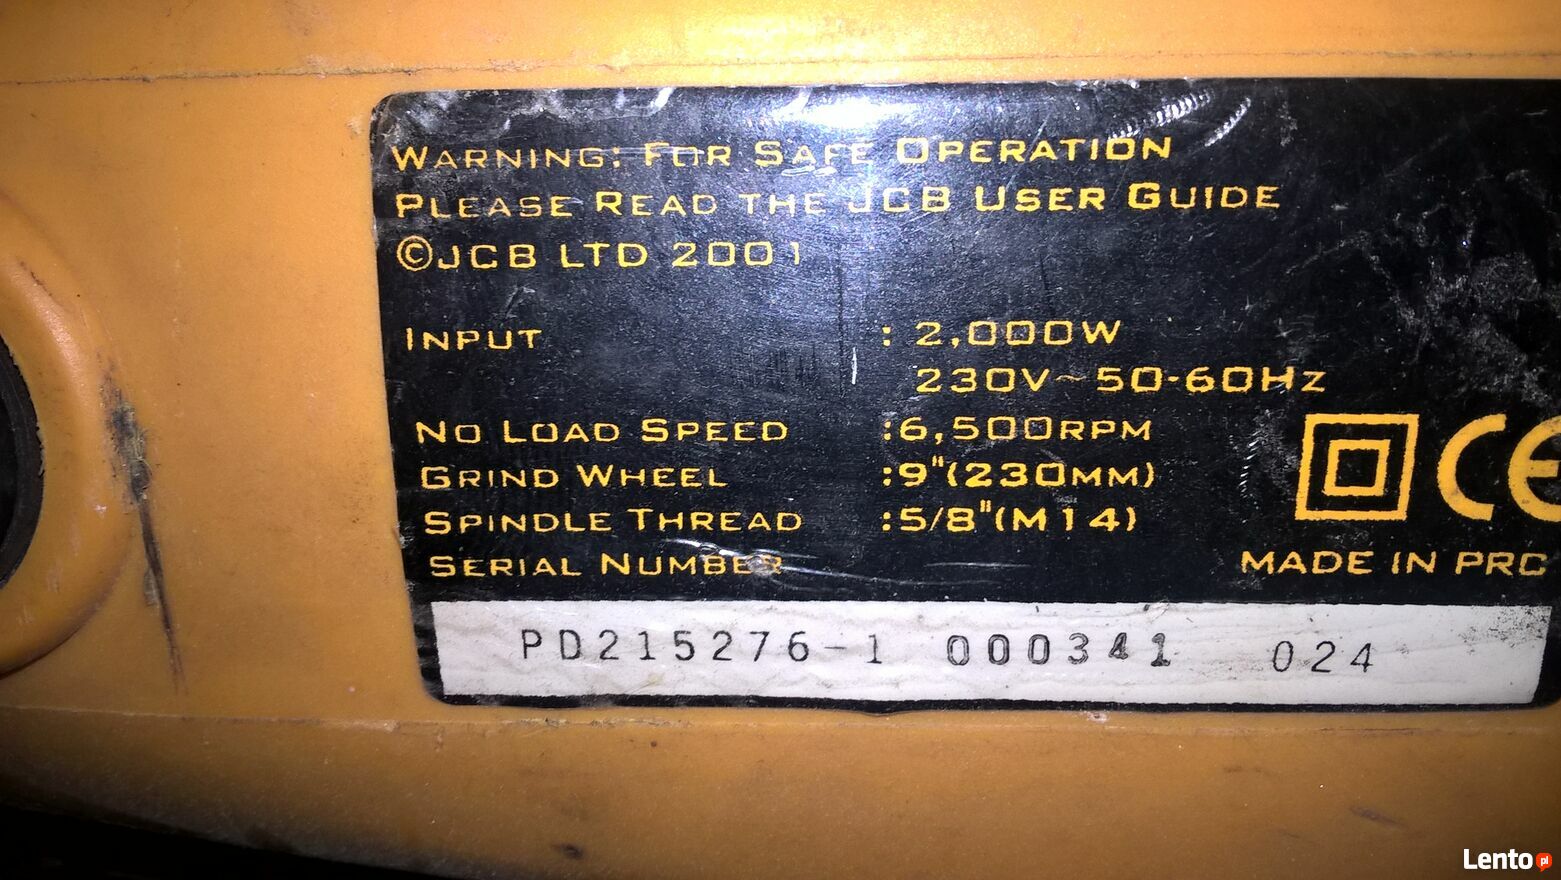 WARNING: FOR SAFE OPERATION
PLEASE READ THE JCB USER GUIDE
©JCB LTD 2001
INPUT : 2,000W
230V~50-60HZ
NO LOAD SPEED :6,500RPM
GRIND WHEEL :9"(230MM)
SPINDLE THREAD :5/8"(M14)
SERIAL NUMBER
CE
MADE IN PRC
PD215276-1 000341 024
Lento.pl